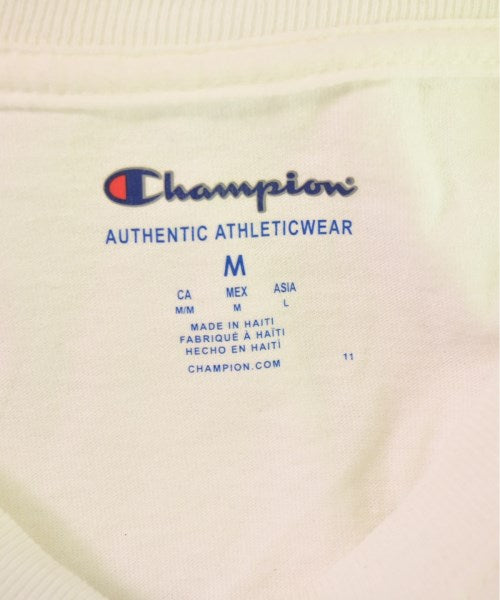 Champion
AUTHENTIC ATHLETICWEAR
M
CA MEX ASIA
M/M M L
MADE IN HAITI
FABRIQUÉ À HAÏTI
HECHO EN HAITÍ
CHAMPION.COM
11